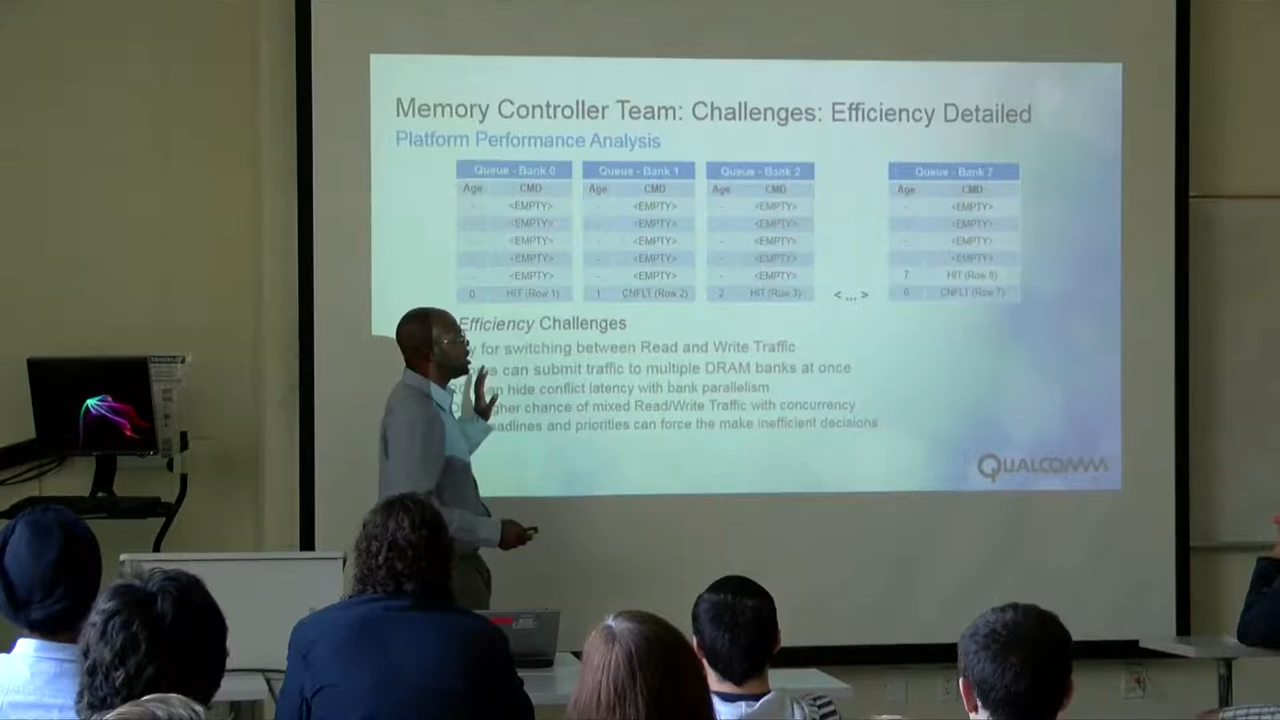 Memory Controller Team: Challenges: Efficiency Detailed
Platform Performance Analysis
Queue - Bank 0 Queue - Bank 1 Queue - Bank 2 Queue - Bank 7
Age CMD Age CMD Age CMD Age CMD
- <EMPTY> - <EMPTY> - <EMPTY> - <EMPTY>
- <EMPTY> - <EMPTY> - <EMPTY> - <EMPTY>
- <EMPTY> - <EMPTY> - <EMPTY> - <EMPTY>
- <EMPTY> - <EMPTY> - <EMPTY> - <EMPTY>
- <EMPTY> - <EMPTY> - <EMPTY> 7 HIT (Row 8)
0 HIT (Row 1) 1 CNFLT (Row 2) 2 HIT (Row 3) < ... > 6 CNFLT (Row 7)
Efficiency Challenges
for switching between Read and Write Traffic
can submit traffic to multiple DRAM banks at once
hide conflict latency with bank parallelism
chance of mixed Read/Write Traffic with concurrency
and priorities can force the make inefficient decisions
QUALCOMM